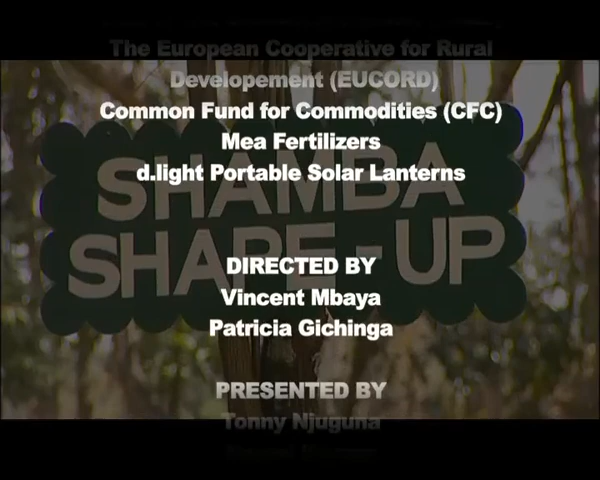 The European Cooperative for Rural
Developement (EUCORD)
Common Fund for Commodities (CFC)
Mea Fertilizers
d.light Portable Solar Lanterns
SHAMBA
SHAPE-UP
DIRECTED BY
Vincent Mbaya
Patricia Gichinga
PRESENTED BY
Tonny Njuguna